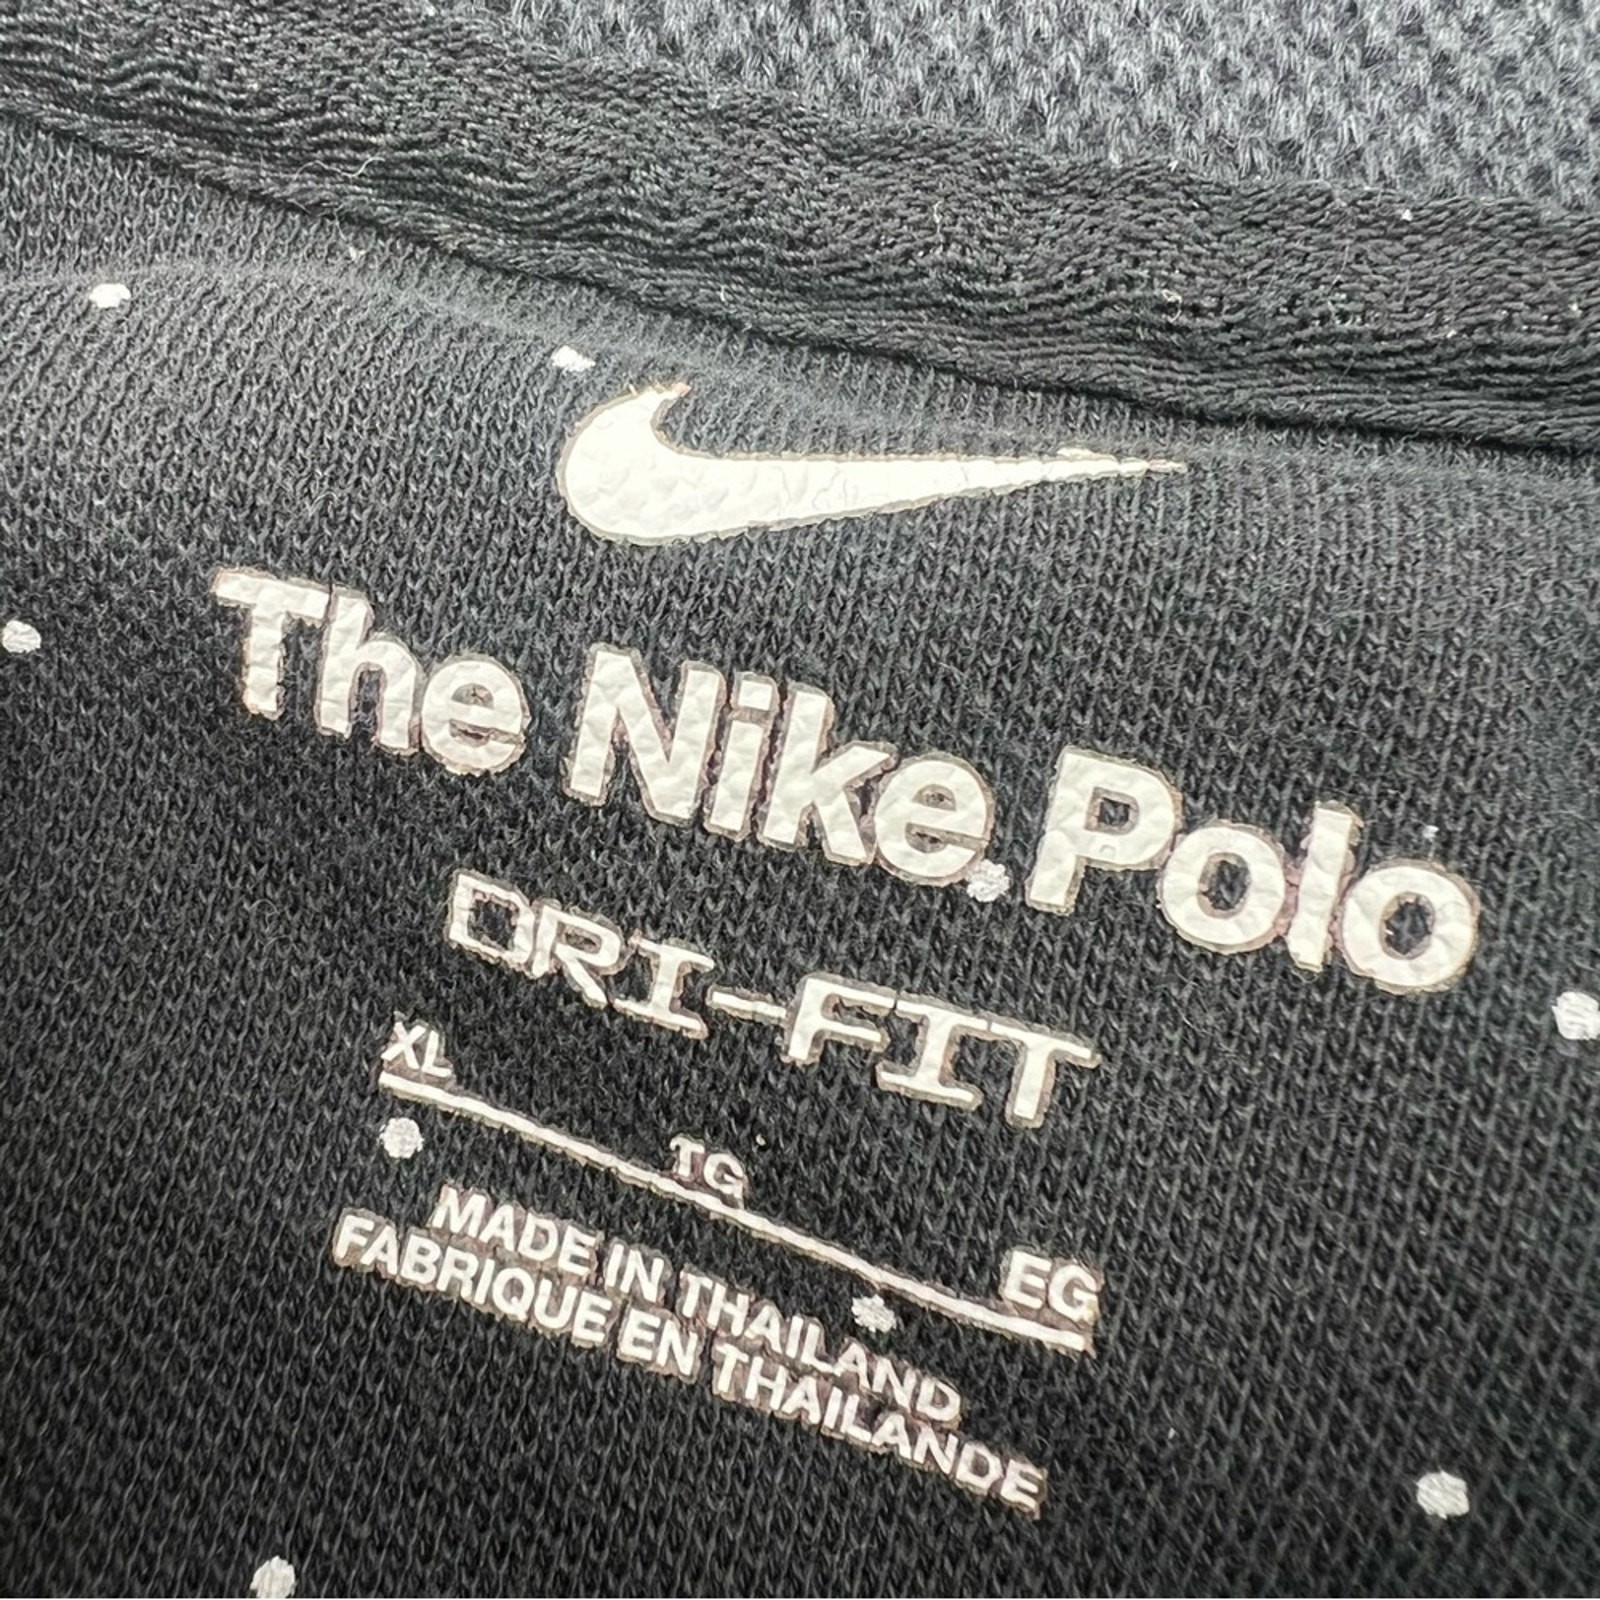 The Nike Polo
DRI-FIT
XL TG EG
MADE IN THAILAND
FABRIQUE EN THAILANDE